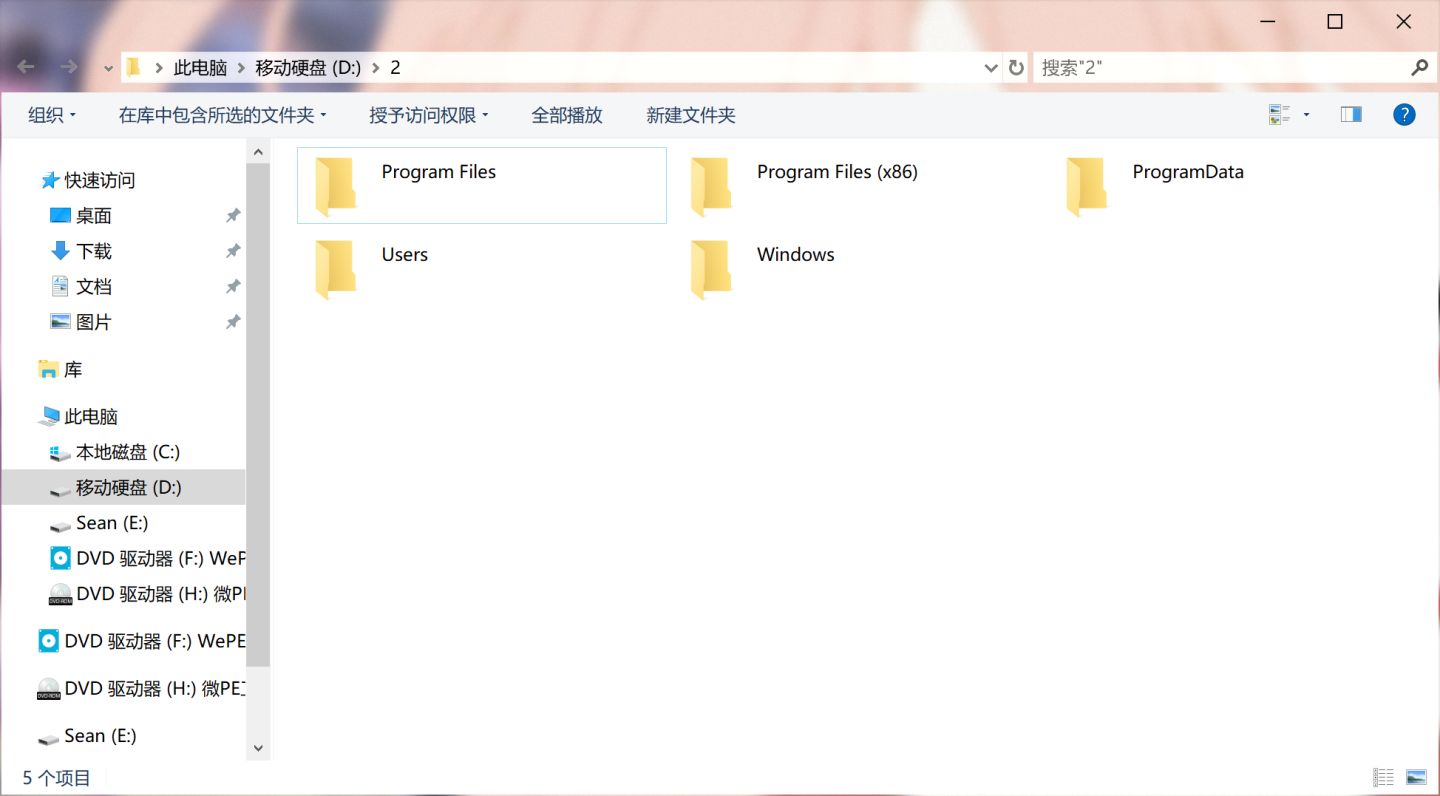 此电脑 移动硬盘 (D:) 2
搜索"2"
组织 在库中包含所选的文件夹 授予访问权限 全部播放 新建文件夹
?
快速访问
桌面
下载
文档
图片
库
此电脑
本地磁盘 (C:)
移动硬盘 (D:)
Sean (E:)
DVD 驱动器 (F:) WeP
DVD 驱动器 (H:) 微P
DVD 驱动器 (F:) WePE
DVD 驱动器 (H:) 微PE
Sean (E:)
Program Files
Program Files (x86)
ProgramData
Users
Windows
5 个项目